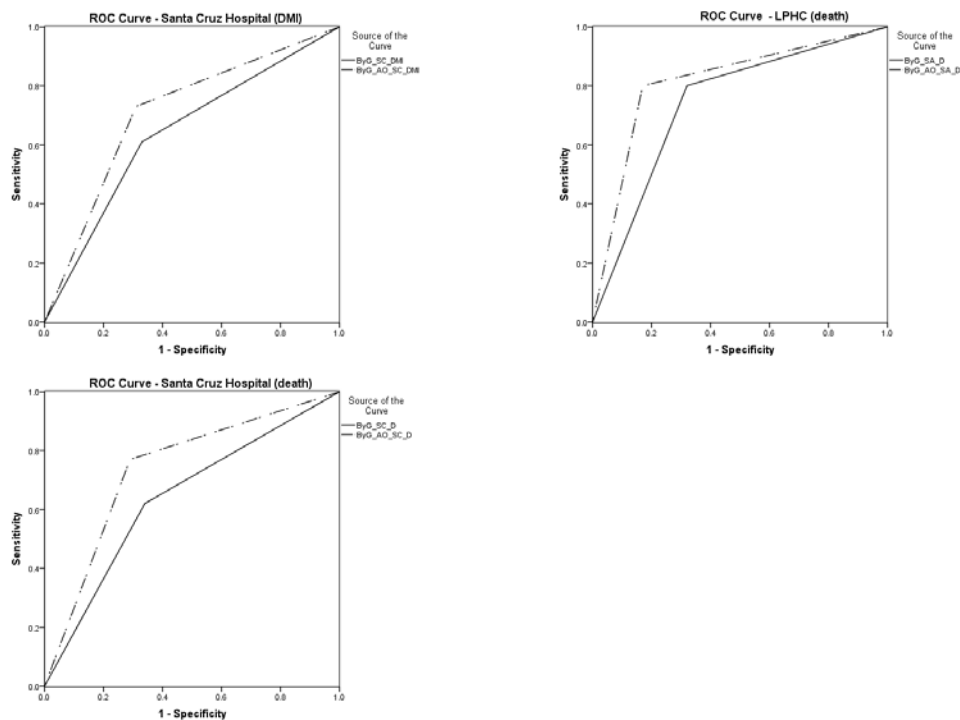 ROC Curve - Santa Cruz Hospital (DMI)
Source of the
Curve
ByG_SC_DMI
ByG_AO_SC_DMI
1.0
0.8
0.6
0.4
0.2
0.0
Sensitivity
0.0 0.2 0.4 0.6 0.8 1.0
1 - Specificity
ROC Curve - LPHC (death)
Source of the
Curve
ByG_SA_D
ByG_AO_SA_D
1.0
0.8
0.6
0.4
0.2
0.0
Sensitivity
0.0 0.2 0.4 0.6 0.8 1.0
1 - Specificity
ROC Curve - Santa Cruz Hospital (death)
Source of the
Curve
ByG_SC_D
ByG_AO_SC_D
1.0
0.8
0.6
0.4
0.2
0.0
Sensitivity
0.0 0.2 0.4 0.6 0.8 1.0
1 - Specificity